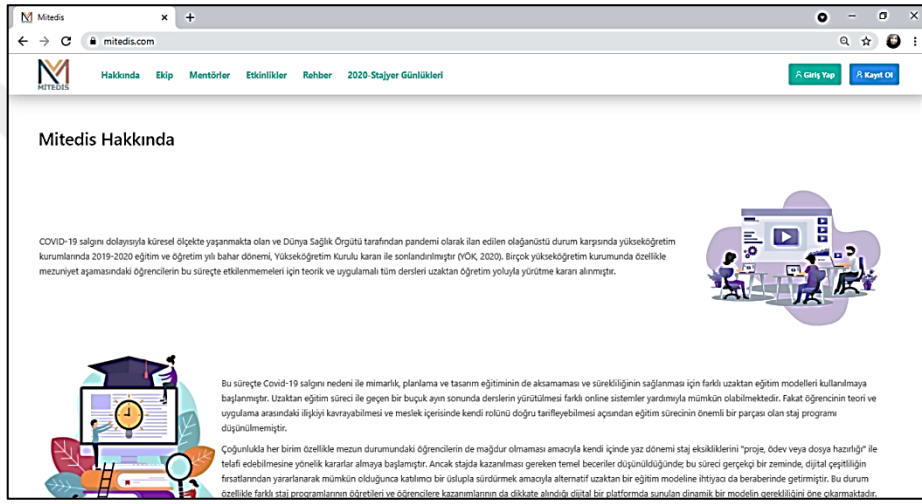 Mitedis
mitedis.com
MITEDIS
Hakkında Ekip Mentörler Etkinlikler Rehber 2020-Stajyer Günlükleri
Giriş Yap Kayıt Ol
Mitedis Hakkında
COVID-19 salgını dolayısıyla küresel ölçekte yaşanmakta olan ve Dünya Sağlık Örgütü tarafından pandemi olarak ilan edilen olağanüstü durum karşısında yükseköğretim
kurumlarında 2019-2020 eğitim ve öğretim yılı bahar dönemi, Yükseköğretim Kurulu kararı ile sonlandırılmıştır (YÖK, 2020). Birçok yükseköğretim kurumunda özellikle
mezuniyet aşamasındaki öğrencilerin bu süreçte etkilenmemeleri için teorik ve uygulamalı tüm dersleri uzaktan öğretim yoluyla yürütme kararı alınmıştır.
Bu süreçte Covid-19 salgını nedeni ile mimarlık, planlama ve tasarım eğitiminin de aksamaması ve sürekliliğinin sağlanması için farklı uzaktan eğitim modelleri kullanılmaya
başlanmıştır. Uzaktan eğitim süreci ile geçen bir buçuk ayın sonunda derslerin yürütülmesi farklı online sistemler yardımıyla mümkün olabilmektedir. Fakat öğrencinin teori ve
uygulama arasındaki ilişkiyi kavrayabilmesi ve meslek içerisinde kendi rolünü doğru tarifleyebilmesi açısından eğitim sürecinin önemli bir parçası olan staj programı
düşünülmemiştir.
Çoğunlukla her birim özellikle mezun durumundaki öğrencilerin de mağdur olmaması amacıyla kendi içinde yaz dönemi staj eksikliklerini "proje, ödev veya dosya hazırlığı" ile
telafi edebilmesine yönelik kararlar almaya başlamıştır. Ancak stajda kazanılması gereken temel beceriler düşünüldüğünde; bu süreci gerçekçi bir zeminde, dijital çeşitliliğin
fırsatlarından yararlanarak mümkün olduğunca katılımcı bir üslupla sürdürmek amacıyla alternatif uzaktan bir eğitim modeline ihtiyacı da beraberinde getirmiştir. Bu durum
özellikle farklı staj programlarının öğretileri ve öğrencilere kazanımlarının da dikkate alındığı dijital bir platformda sunulan dinamik bir modelin gerekliliğini öne çıkarmaktadır.